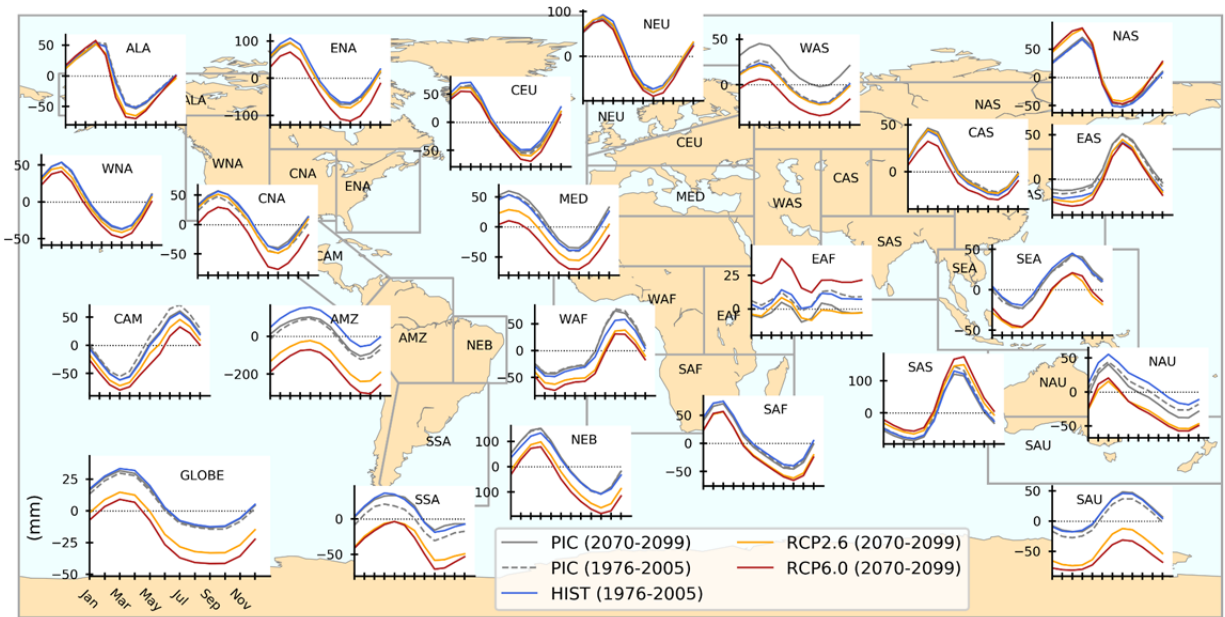 ALA
50
0
−50
ENA
100
0
−100
CEU
50
0
50
NEU
100
0
WAS
50
0
NAS
50
0
−50
ALA
NEU
NAS
CEU
WNA
CNA
ENA
MED
WAS
CAS
SAS
SEA
CAM
AMZ
NEB
WAF
EAF
SAF
NAU
SAU
SSA
WNA
50
0
−50
CNA
50
0
−50
MED
50
0
−50
CAS
50
0
EAS
50
0
EAF
25
0
SEA
50
0
−50
CAM
50
0
−50
AMZ
0
−200
WAF
50
0
−50
SAS
100
0
NAU
50
0
−50
SAF
50
0
−50
NEB
100
0
100
GLOBE
25
0
−25
−50
(mm)
Jan
Mar
May
Jul
Sep
Nov
SSA
0
−50
SAU
50
0
−50
PIC (2070-2099)
PIC (1976-2005)
HIST (1976-2005)
RCP2.6 (2070-2099)
RCP6.0 (2070-2099)